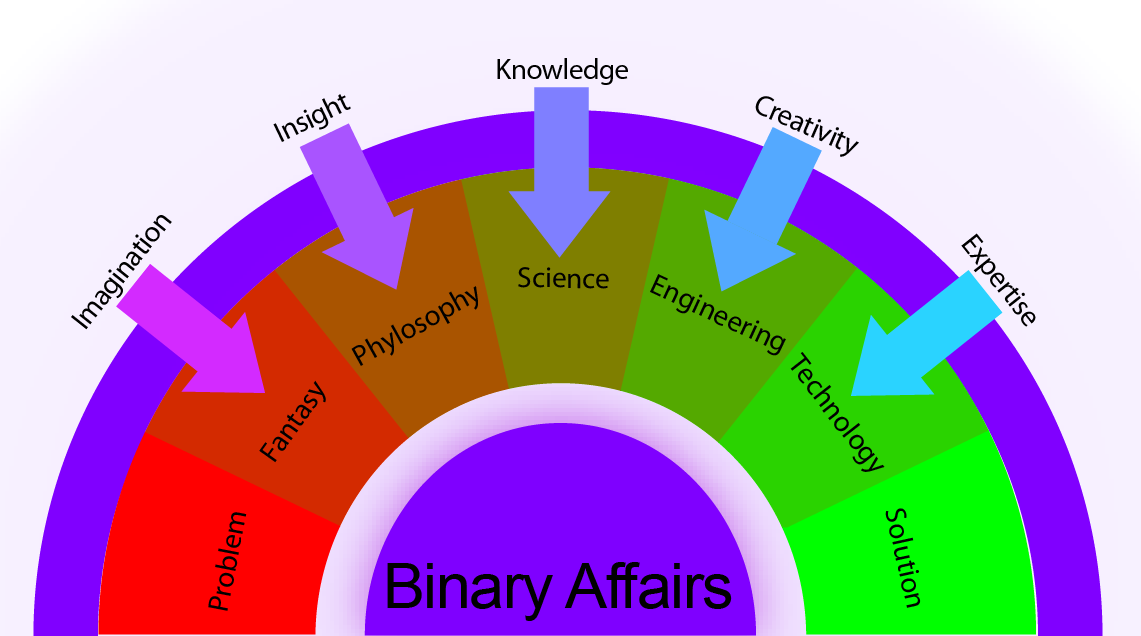 Knowledge
Insight
Creativity
Imagination
Expertise
Science
Phylosophy
Engineering
Fantasy
Technology
Problem
Solution
Binary Affairs